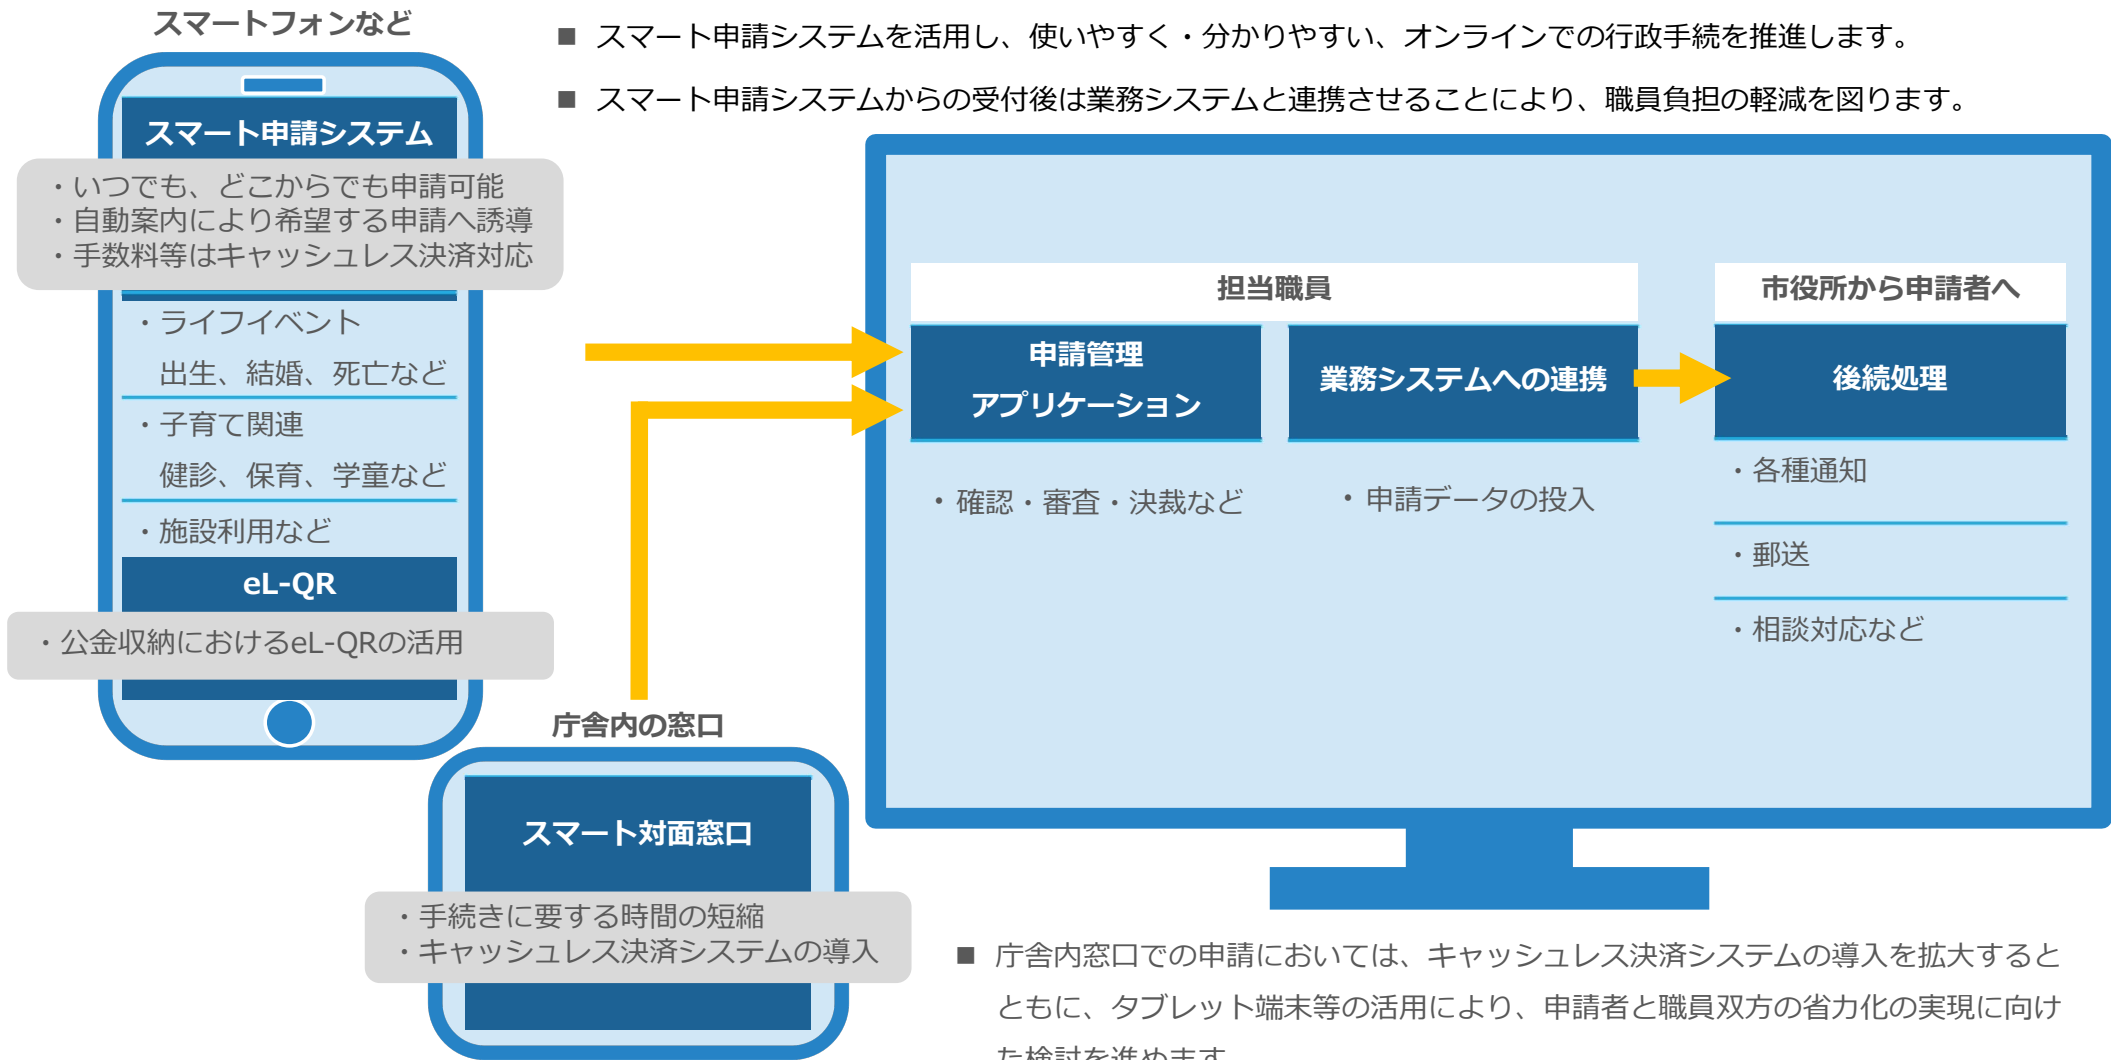 スマートフォンなど
■ スマート申請システムを活用し、使いやすく・分かりやすい、オンラインでの行政手続を推進します。
■ スマート申請システムからの受付後は業務システムと連携させることにより、職員負担の軽減を図ります。
スマート申請システム
・いつでも、どこからでも申請可能
・自動案内により希望する申請へ誘導
・手数料等はキャッシュレス決済対応
・ライフイベント
出生、結婚、死亡など
・子育て関連
健診、保育、学童など
・施設利用など
eL-QR
・公金収納におけるeL-QRの活用
庁舎内の窓口
スマート対面窓口
・手続きに要する時間の短縮
・キャッシュレス決済システムの導入
担当職員
申請管理
アプリケーション
・確認・審査・決裁など
業務システムへの連携
・申請データの投入
市役所から申請者へ
後続処理
・各種通知
・郵送
・相談対応など
■ 庁舎内窓口での申請においては、キャッシュレス決済システムの導入を拡大すると
ともに、タブレット端末等の活用により、申請者と職員双方の省力化の実現に向け
た検討を進めます